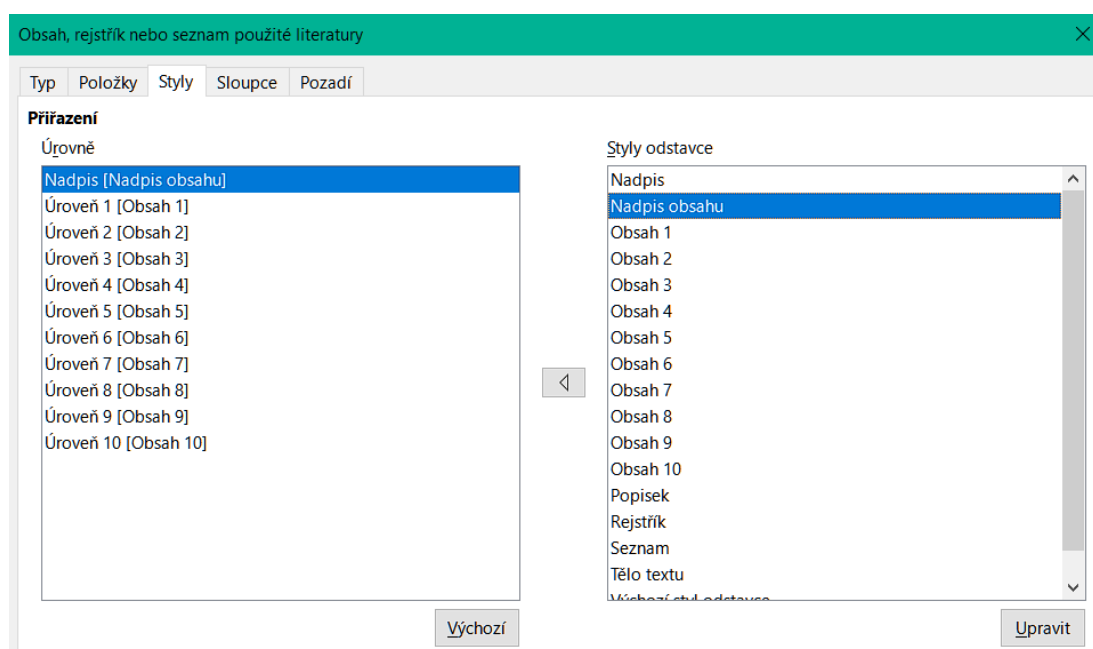 Obsah, rejstřík nebo seznam použité literatury
Typ Položky Styly Sloupce Pozadí
Přiřazení
Úrovně
Nadpis [Nadpis obsahu]
Úroveň 1 [Obsah 1]
Úroveň 2 [Obsah 2]
Úroveň 3 [Obsah 3]
Úroveň 4 [Obsah 4]
Úroveň 5 [Obsah 5]
Úroveň 6 [Obsah 6]
Úroveň 7 [Obsah 7]
Úroveň 8 [Obsah 8]
Úroveň 9 [Obsah 9]
Úroveň 10 [Obsah 10]
Výchozí
Styly odstavce
Nadpis
Nadpis obsahu
Obsah 1
Obsah 2
Obsah 3
Obsah 4
Obsah 5
Obsah 6
Obsah 7
Obsah 8
Obsah 9
Obsah 10
Popisek
Rejstřík
Seznam
Tělo textu
Výchozí styl odstavce
Upravit